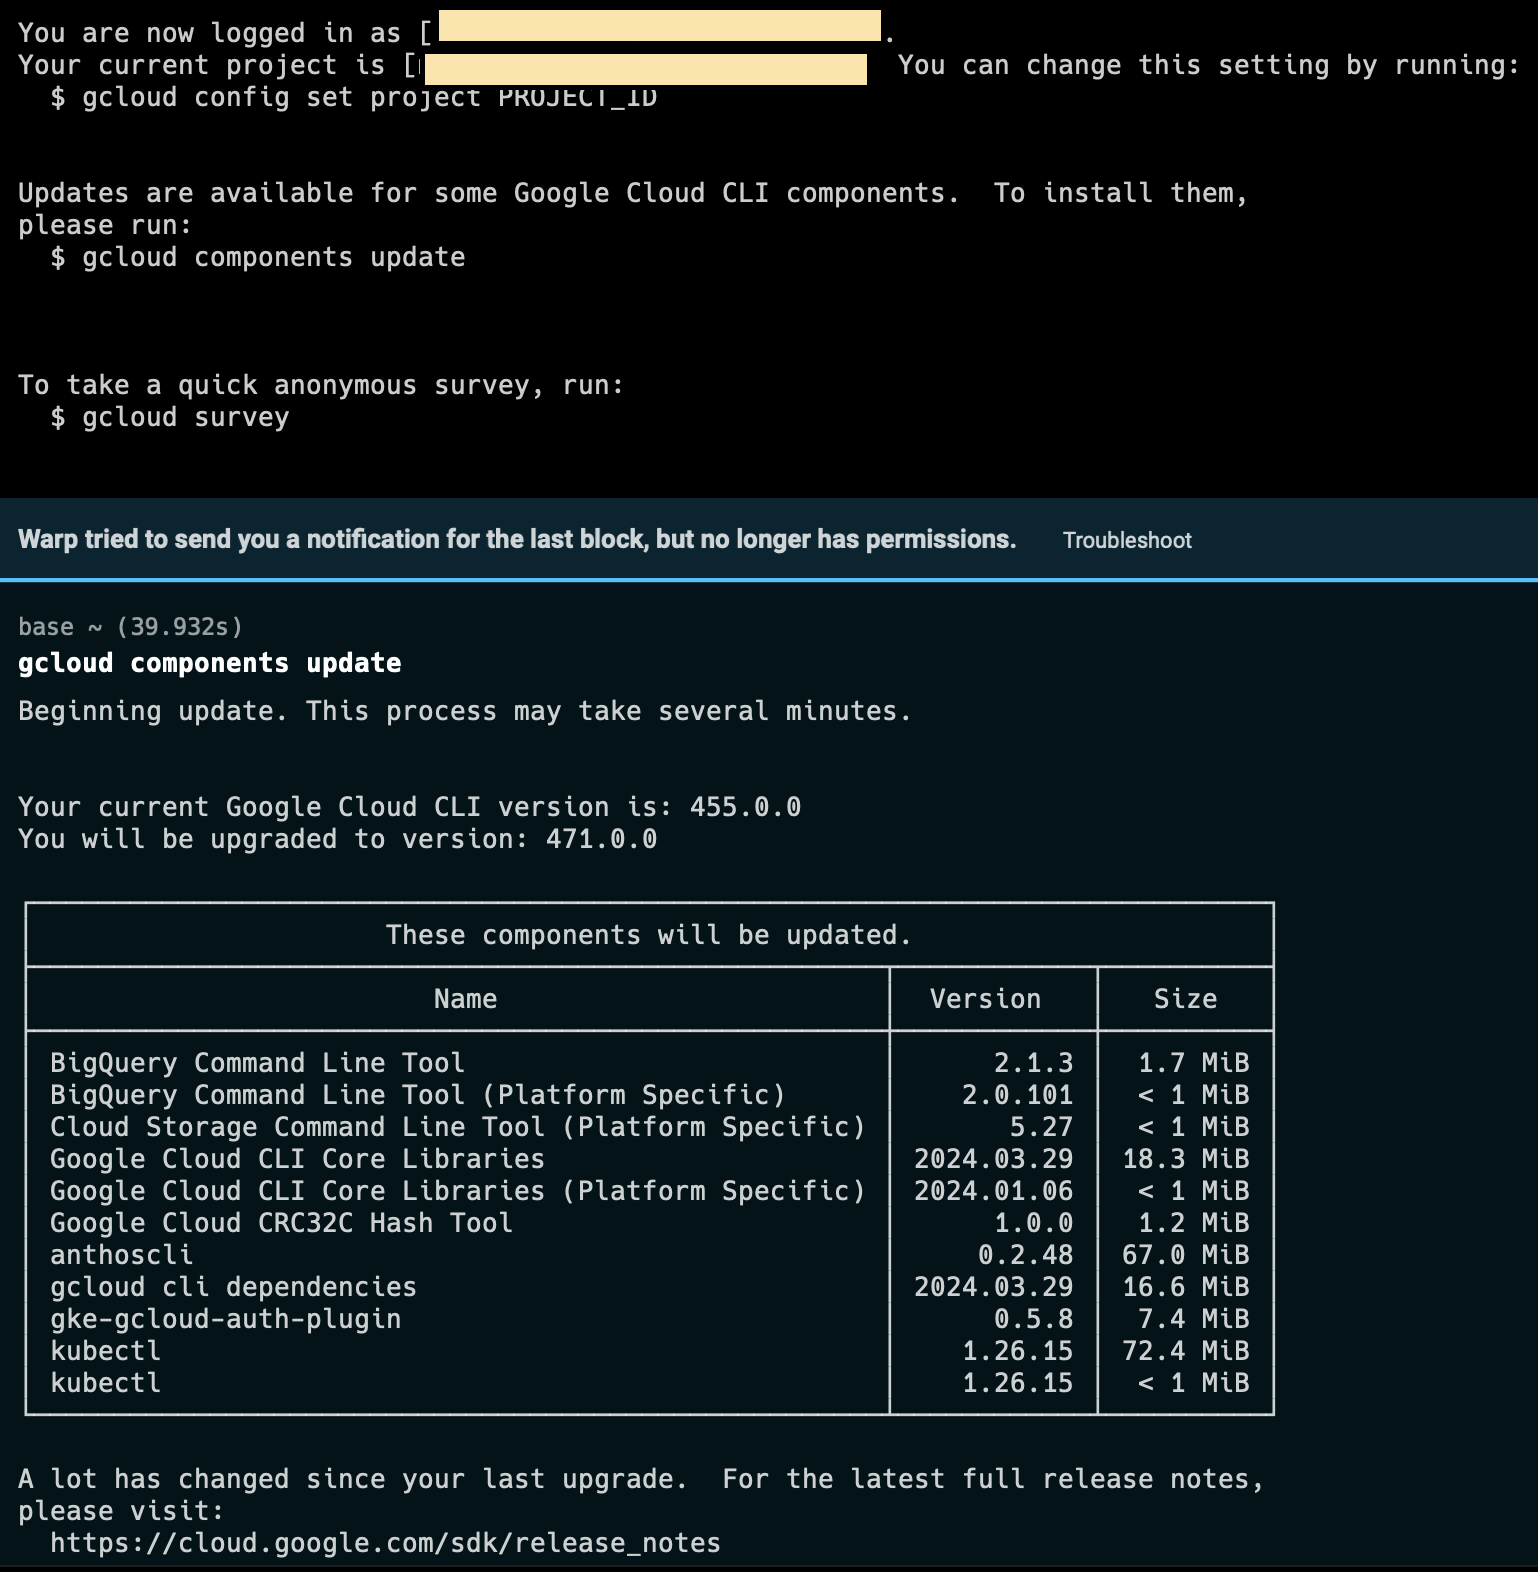 You are now logged in as [ .
Your current project is [ You can change this setting by running:
$ gcloud config set project PROJECT_ID
Updates are available for some Google Cloud CLI components.  To install them,
please run:
$ gcloud components update
To take a quick anonymous survey, run:
$ gcloud survey
Warp tried to send you a notification for the last block, but no longer has permissions. Troubleshoot
base ~ (39.932s)
gcloud components update
Beginning update. This process may take several minutes.
Your current Google Cloud CLI version is: 455.0.0
You will be upgraded to version: 471.0.0
These components will be updated.
Name Version Size
BigQuery Command Line Tool 2.1.3 1.7 MiB
BigQuery Command Line Tool (Platform Specific) 2.0.101 < 1 MiB
Cloud Storage Command Line Tool (Platform Specific) 5.27 < 1 MiB
Google Cloud CLI Core Libraries 2024.03.29 18.3 MiB
Google Cloud CLI Core Libraries (Platform Specific) 2024.01.06 < 1 MiB
Google Cloud CRC32C Hash Tool 1.0.0 1.2 MiB
anthoscli 0.2.48 67.0 MiB
gcloud cli dependencies 2024.03.29 16.6 MiB
gke-gcloud-auth-plugin 0.5.8 7.4 MiB
kubectl 1.26.15 72.4 MiB
kubectl 1.26.15 < 1 MiB
A lot has changed since your last upgrade.  For the latest full release notes,
please visit:
https://cloud.google.com/sdk/release_notes